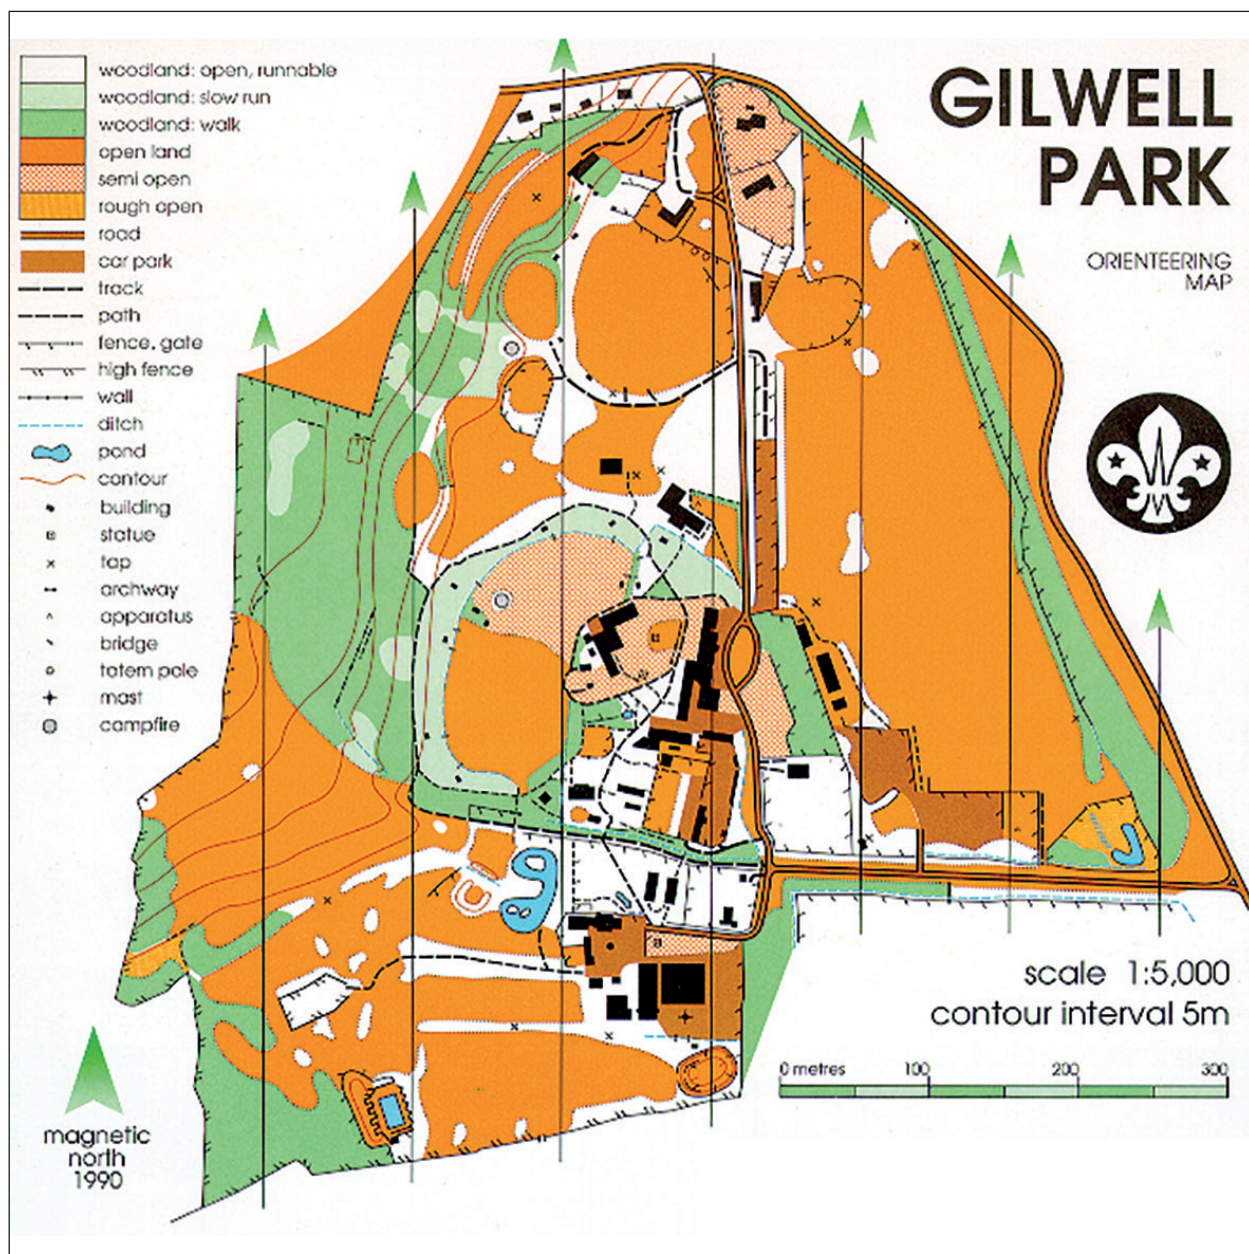 woodland: open, runnable
woodland: slow run
woodland: walk
open land
semi open
rough open
road
car park
track
path
fence, gate
high fence
wall
ditch
pond
contour
building
statue
tap
archway
apparatus
bridge
totem pole
mast
campfire
GILWELL
PARK
ORIENTEERING
MAP
scale 1:5,000
contour interval 5m
0 metres 100 200 300
magnetic
north
1990